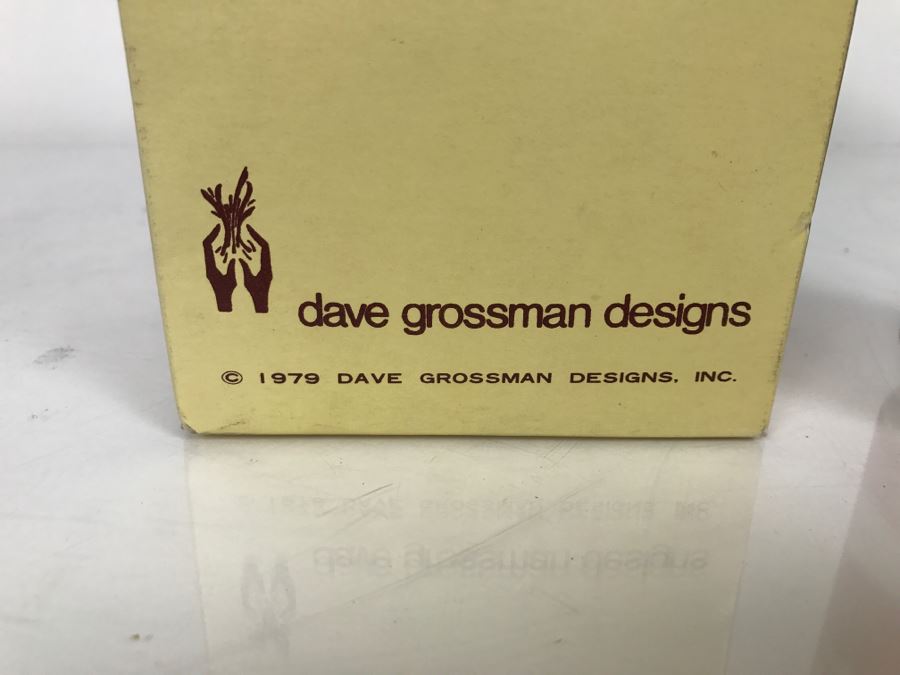 dave grossman designs
© 1979 DAVE GROSSMAN DESIGNS, INC.